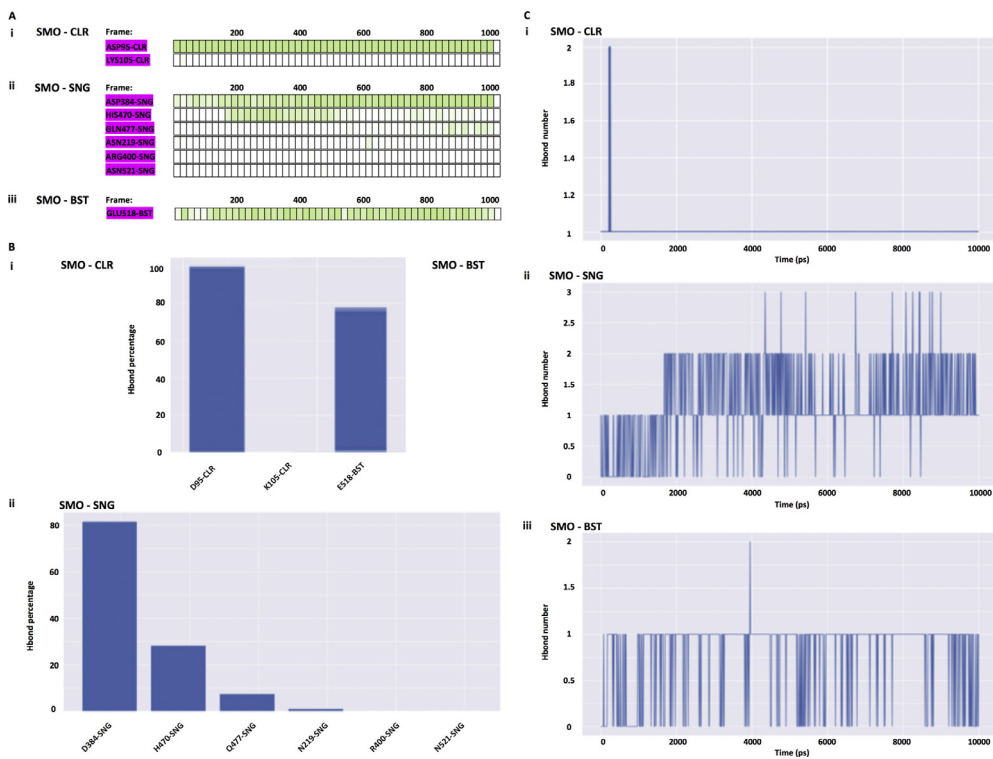 A
i SMO - CLR
Frame: 200 400 600 800 1000
ASP95-CLR
LYS105-CLR
ii SMO - SNG
Frame: 200 400 600 800 1000
ASP384-SNG
HIS470-SNG
GLN477-SNG
ASN219-SNG
ARG400-SNG
ASN521-SNG
iii SMO - BST
Frame: 200 400 600 800 1000
GLU518-BST
B
i SMO - CLR SMO - BST
Hbond percentage
100
80
60
40
20
0
D95-CLR K105-CLR E518-BST
ii SMO - SNG
Hbond percentage
80
60
40
20
0
D384-SNG H470-SNG Q477-SNG N219-SNG R400-SNG N521-SNG
C
i SMO - CLR
Hbond number
2
1.8
1.6
1.4
1.2
1
0 2000 4000 6000 8000 10000
Time (ps)
ii SMO - SNG
Hbond number
3
2.5
2
1.5
1
0.5
0
0 2000 4000 6000 8000 10000
Time (ps)
iii SMO - BST
Hbond number
2
1.5
1
0.5
0
0 2000 4000 6000 8000 10000
Time (ps)